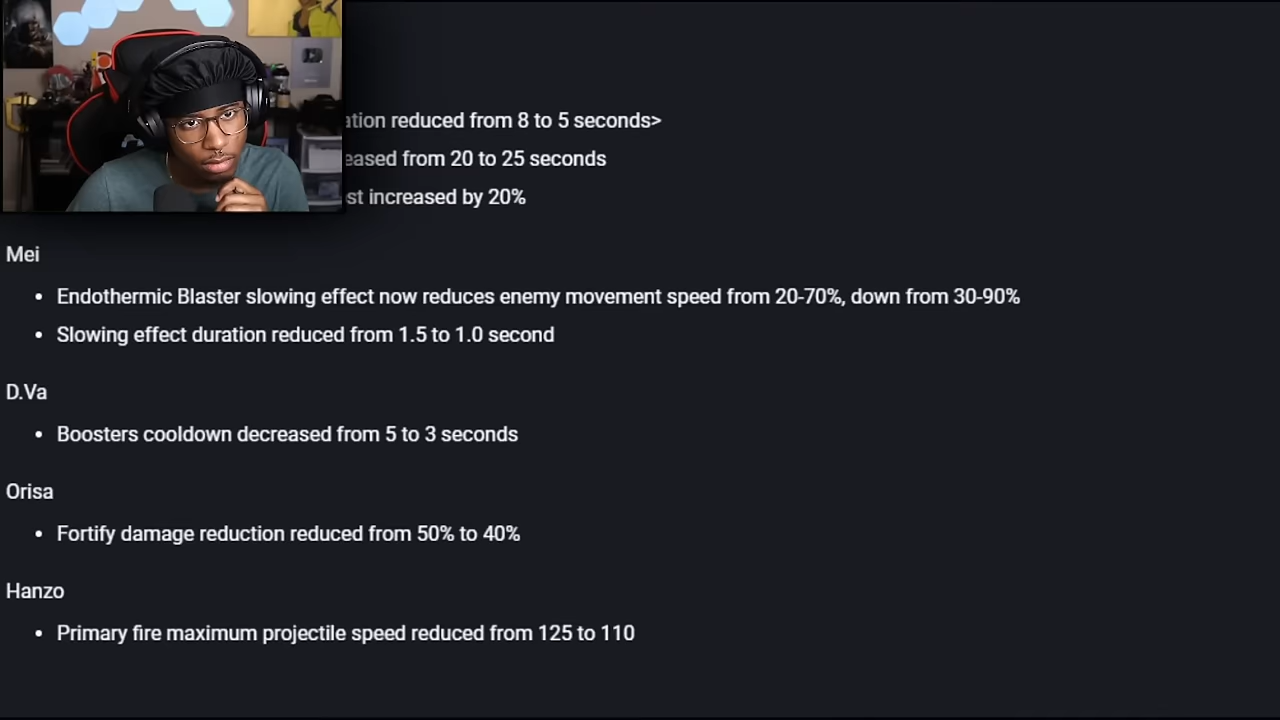 reduced from 8 to 5 seconds>
from 20 to 25 seconds
increased by 20%
Mei
• Endothermic Blaster slowing effect now reduces enemy movement speed from 20-70%, down from 30-90%
• Slowing effect duration reduced from 1.5 to 1.0 second
D.Va
• Boosters cooldown decreased from 5 to 3 seconds
Orisa
• Fortify damage reduction reduced from 50% to 40%
Hanzo
• Primary fire maximum projectile speed reduced from 125 to 110